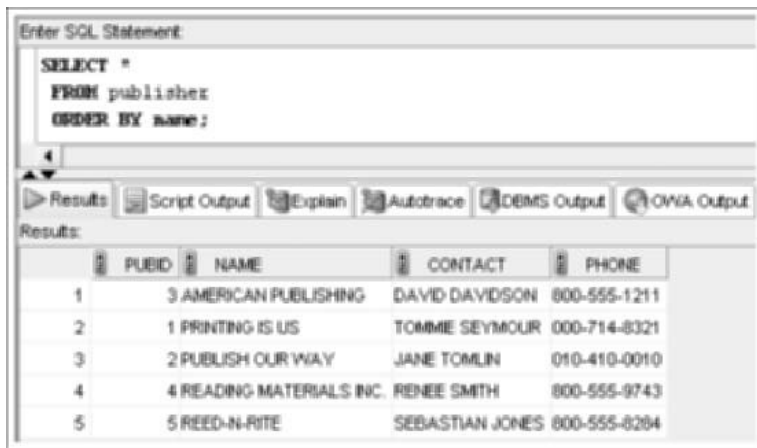 Enter SQL Statement:
SELECT *
FROM publisher
ORDER BY name;
Results Script Output Explain Autotrace DBMS Output OWA Output
Results:
PUBID NAME CONTACT PHONE
1 3 AMERICAN PUBLISHING DAVID DAVIDSON 800-555-1211
2 1 PRINTING IS US TOMMIE SEYMOUR 000-714-8321
3 2 PUBLISH OUR WAY JANE TOMLIN 010-410-0010
4 4 READING MATERIALS INC. RENEE SMITH 800-555-9743
5 5 REED-N-RITE SEBASTIAN JONES 800-555-8284